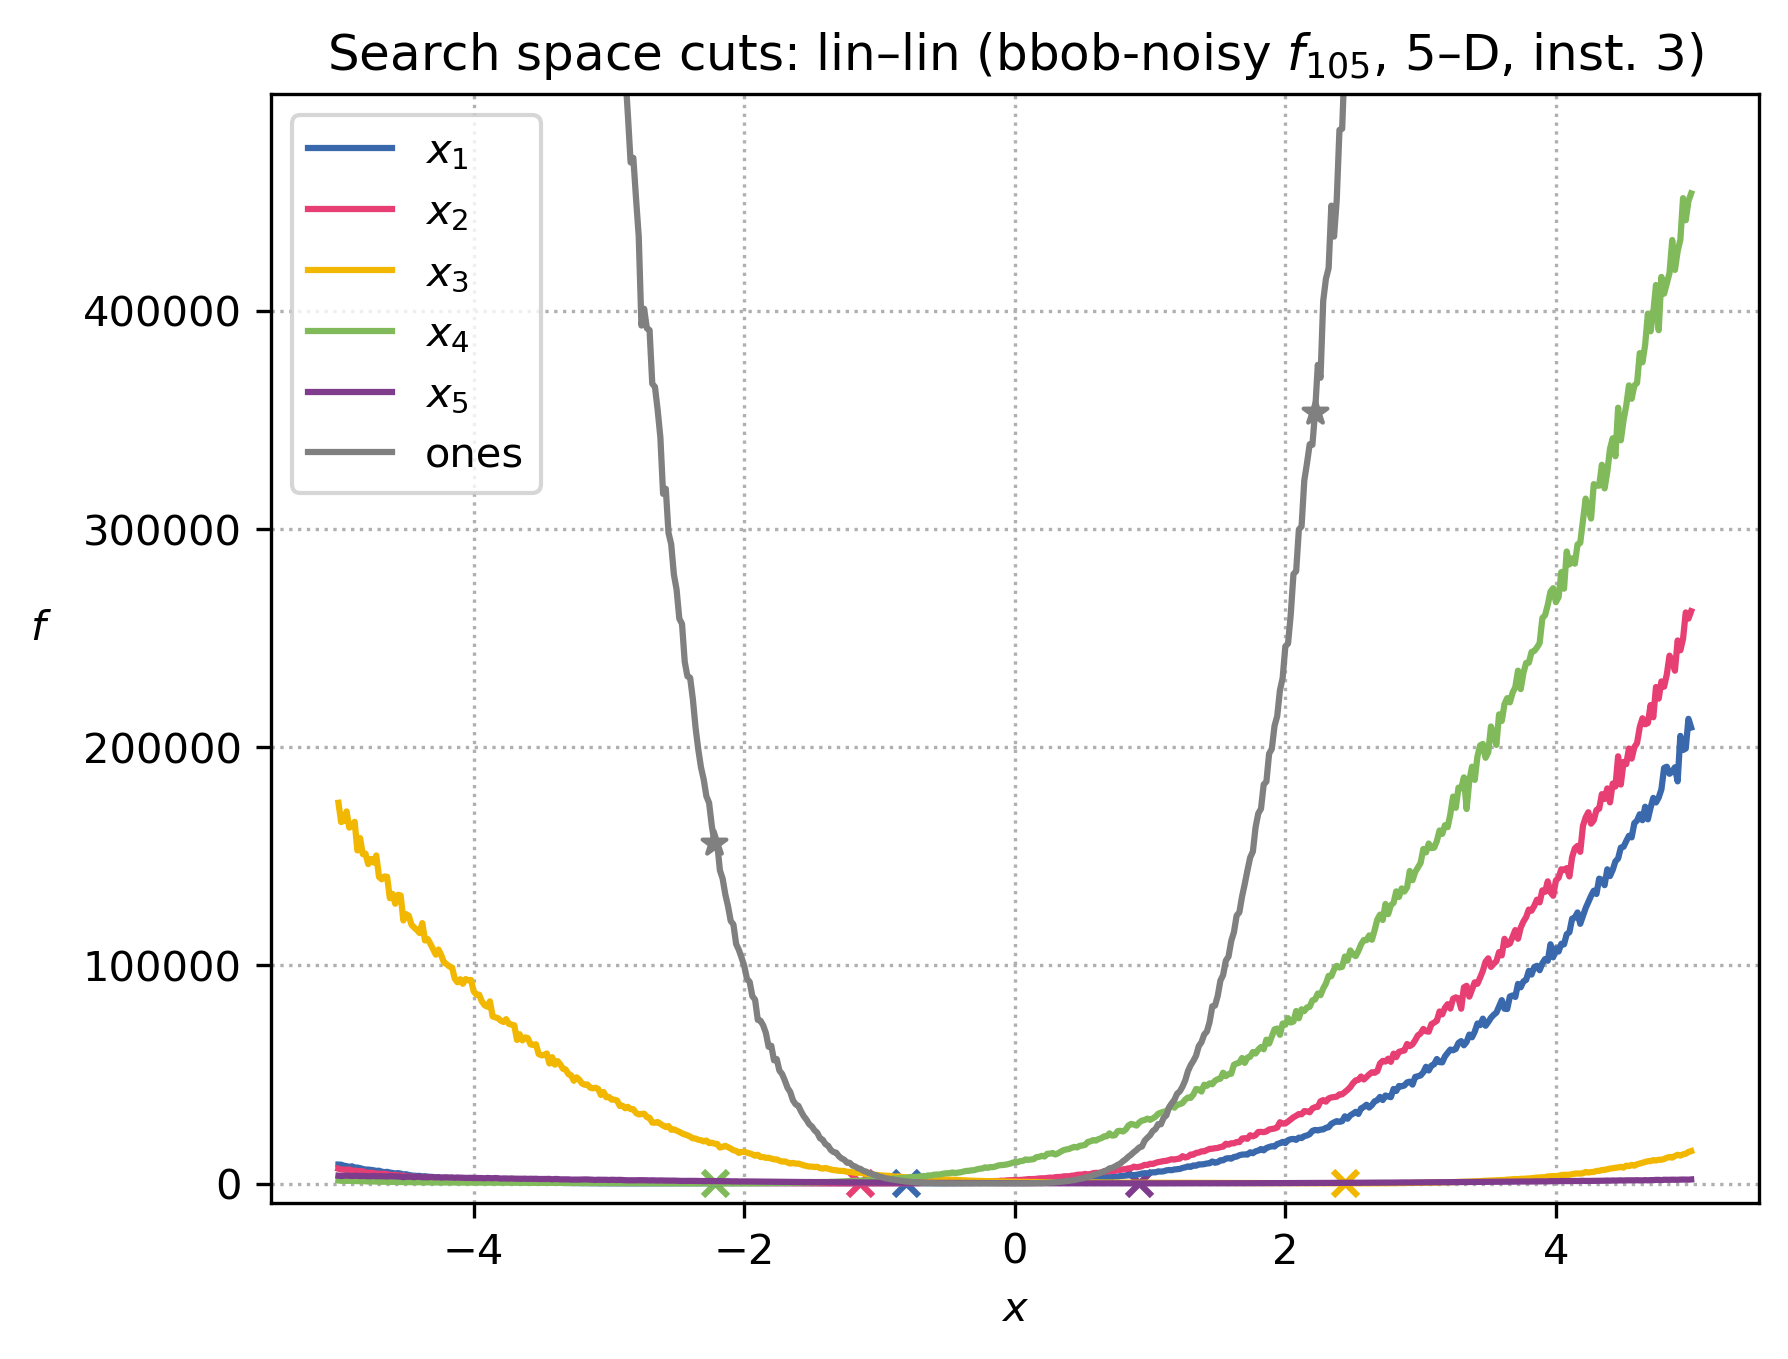 Search space cuts: lin–lin (bbob-noisy f₁₀₅, 5–D, inst. 3)
x₁
x₂
x₃
x₄
x₅
ones
400000
300000
200000
100000
0
f
−4
−2
0
2
4
x